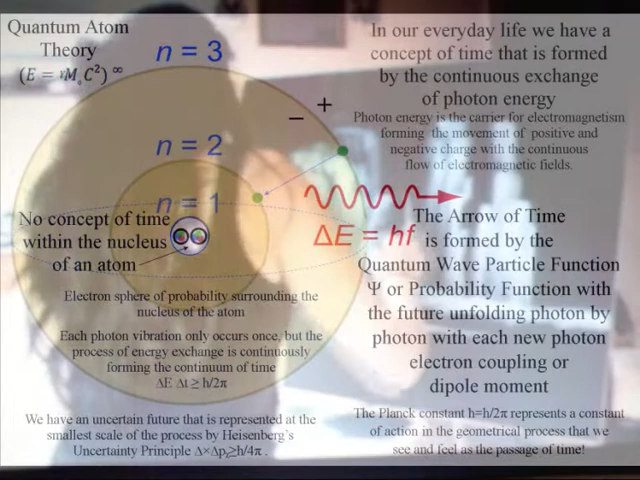 Quantum Atom
Theory
(E = ᵞM₀C²) ∞
n = 3
n = 2
n = 1
− +
No concept of time
within the nucleus
of an atom
Electron sphere of probability surrounding the
nucleus of the atom
Each photon vibration only occurs once, but the
process of energy exchange is continuously
forming the continuum of time
ΔE Δt ≥ h/2π
We have an uncertain future that is represented at the
smallest scale of the process by Heisenberg's
Uncertainty Principle Δ×Δpₓ≥h/4π .
In our everyday life we have a
concept of time that is formed
by the continuous exchange
of photon energy
Photon energy is the carrier for electromagnetism
forming the movement of positive and
negative charge with the continuous
flow of electromagnetic fields.
ΔE = hf
The Arrow of Time
is formed by the
Quantum Wave Particle Function
Ψ or Probability Function with
the future unfolding photon by
photon with each new photon
electron coupling or
dipole moment
The Planck constant h=h/2π represents a constant
of action in the geometrical process that we
see and feel as the passage of time!